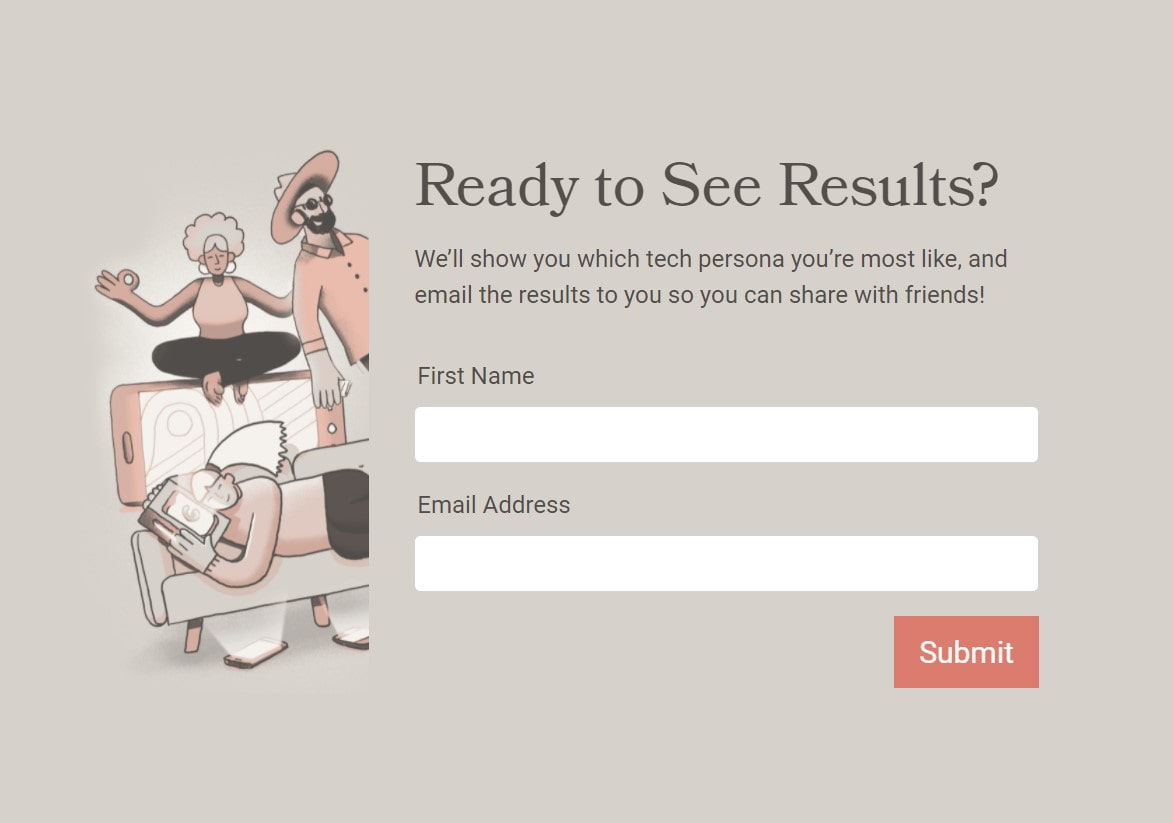 Ready to See Results?
We’ll show you which tech persona you’re most like, and
email the results to you so you can share with friends!
First Name
Email Address
Submit